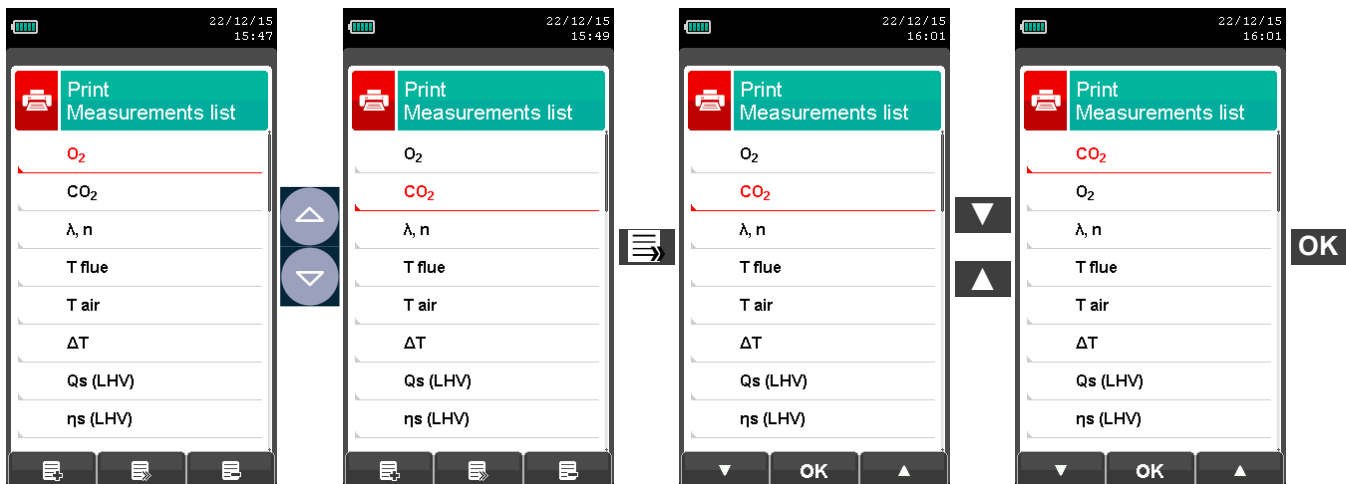 22/12/15
15:47
Print
Measurements list
O₂
CO₂
λ, n
T flue
T air
ΔT
Qs (LHV)
ηs (LHV)
22/12/15
15:49
Print
Measurements list
O₂
CO₂
λ, n
T flue
T air
ΔT
Qs (LHV)
ηs (LHV)
22/12/15
16:01
Print
Measurements list
O₂
CO₂
λ, n
T flue
T air
ΔT
Qs (LHV)
ηs (LHV)
OK
22/12/15
16:01
Print
Measurements list
CO₂
O₂
λ, n
T flue
T air
ΔT
Qs (LHV)
ηs (LHV)
OK
OK